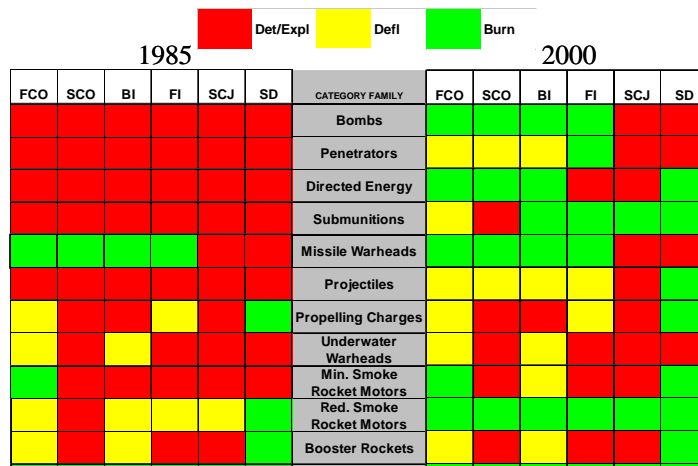 Det/Expl Defl Burn
1985 2000
FCO SCO BI FI SCJ SD CATEGORY FAMILY FCO SCO BI FI SCJ SD
Bombs
Penetrators
Directed Energy
Submunitions
Missile Warheads
Projectiles
Propelling Charges
Underwater
Warheads
Min. Smoke
Rocket Motors
Red. Smoke
Rocket Motors
Booster Rockets